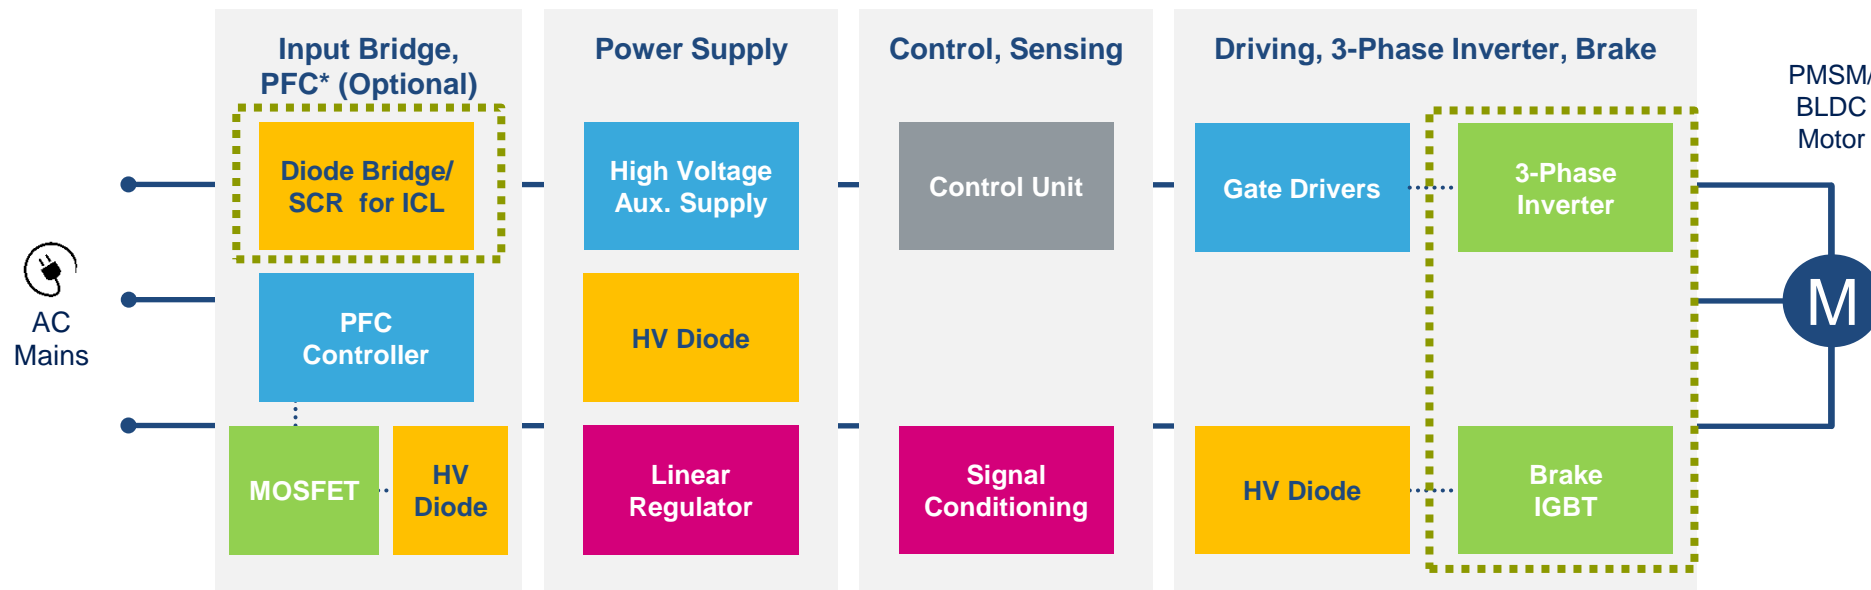 Input Bridge,
PFC* (Optional)
Power Supply
Control, Sensing
Driving, 3-Phase Inverter, Brake
PMSM/
BLDC
Motor
Diode Bridge/
SCR for ICL
High Voltage
Aux. Supply
Control Unit
Gate Drivers
3-Phase
Inverter
AC
Mains
PFC
Controller
HV Diode
M
MOSFET
HV
Diode
Linear
Regulator
Signal
Conditioning
HV Diode
Brake
IGBT